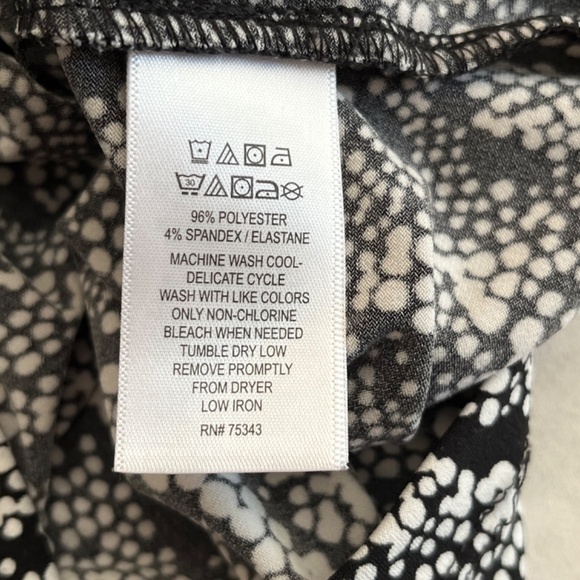 30
96% POLYESTER
4% SPANDEX / ELASTANE
MACHINE WASH COOL-
DELICATE CYCLE
WASH WITH LIKE COLORS
ONLY NON-CHLORINE
BLEACH WHEN NEEDED
TUMBLE DRY LOW
REMOVE PROMPTLY
FROM DRYER
LOW IRON
RN# 75343